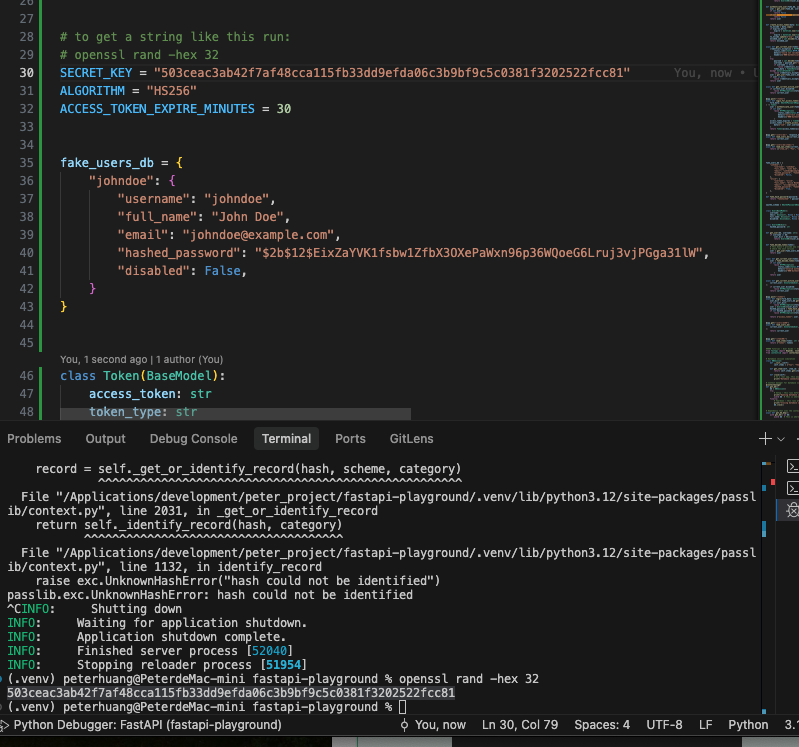 26
27
28 # to get a string like this run:
29 # openssl rand -hex 32
30 SECRET_KEY = "503ceac3ab42f7af48cca115fb33dd9efda06c3b9bf9c5c0381f3202522fcc81" You, now •
31 ALGORITHM = "HS256"
32 ACCESS_TOKEN_EXPIRE_MINUTES = 30
33
34
35 fake_users_db = {
36 "johndoe": {
37 "username": "johndoe",
38 "full_name": "John Doe",
39 "email": "johndoe@example.com",
40 "hashed_password": "$2b$12$EixZaYVK1fsbw1ZfbX3OXePaWxn96p36WQoeG6Lruj3vjPGga31lW",
41 "disabled": False,
42 }
43 }
44
45
You, 1 second ago | 1 author (You)
46 class Token(BaseModel):
47 access_token: str
48 token_type: str
Problems Output Debug Console Terminal Ports GitLens
record = self._get_or_identify_record(hash, scheme, category)
^^^^^^^^^^^^^^^^^^^^^^^^^^^^^^^^^^^^^^^^^^^^^^^^^^^^
File "/Applications/development/peter_project/fastapi-playground/.venv/lib/python3.12/site-packages/passl
ib/context.py", line 2031, in _get_or_identify_record
return self._identify_record(hash, category)
^^^^^^^^^^^^^^^^^^^^^^^^^^^^^^^^^^^^^
File "/Applications/development/peter_project/fastapi-playground/.venv/lib/python3.12/site-packages/passl
ib/context.py", line 1132, in identify_record
raise exc.UnknownHashError("hash could not be identified")
passlib.exc.UnknownHashError: hash could not be identified
^CINFO: Shutting down
INFO: Waiting for application shutdown.
INFO: Application shutdown complete.
INFO: Finished server process [52040]
INFO: Stopping reloader process [51954]
(.venv) peterhuang@PeterdeMac-mini fastapi-playground % openssl rand -hex 32
503ceac3ab42f7af48cca115fb33dd9efda06c3b9bf9c5c0381f3202522fcc81
(.venv) peterhuang@PeterdeMac-mini fastapi-playground %
Python Debugger: FastAPI (fastapi-playground) You, now Ln 30, Col 79 Spaces: 4 UTF-8 LF Python 3.1